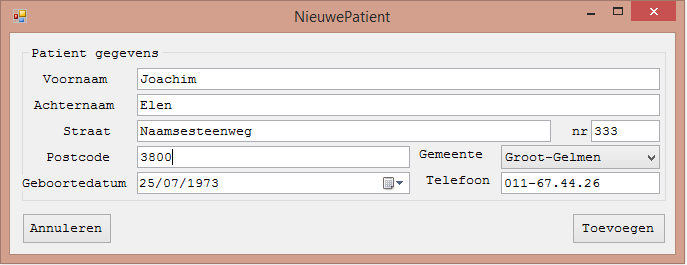 NieuwePatient
Patient gegevens
Voornaam Joachim
Achternaam Elen
Straat Naamsesteenweg nr 333
Postcode 3800 Gemeente Groot-Gelmen
Geboortedatum 25/07/1973 Telefoon 011-67.44.26
Annuleren Toevoegen